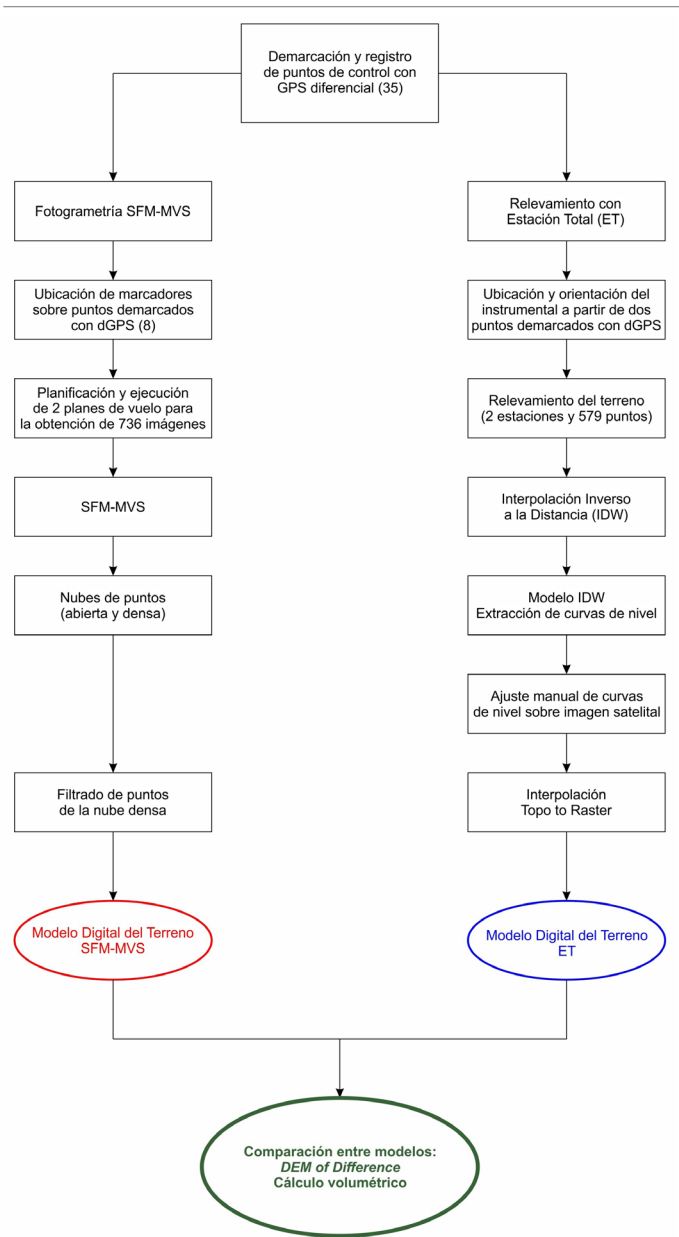 Demarcación y registro
de puntos de control con
GPS diferencial (35)
Fotogrametría SFM-MVS
Ubicación de marcadores
sobre puntos demarcados
con dGPS (8)
Planificación y ejecución
de 2 planes de vuelo para
la obtención de 736 imágenes
SFM-MVS
Nubes de puntos
(abierta y densa)
Filtrado de puntos
de la nube densa
Modelo Digital del Terreno
SFM-MVS
Relevamiento con
Estación Total (ET)
Ubicación y orientación del
instrumental a partir de dos
puntos demarcados con dGPS
Relevamiento del terreno
(2 estaciones y 579 puntos)
Interpolación Inverso
a la Distancia (IDW)
Modelo IDW
Extracción de curvas de nivel
Ajuste manual de curvas
de nivel sobre imagen satelital
Interpolación
Topo to Raster
Modelo Digital del Terreno
ET
Comparación entre modelos:
DEM of Difference
Cálculo volumétrico